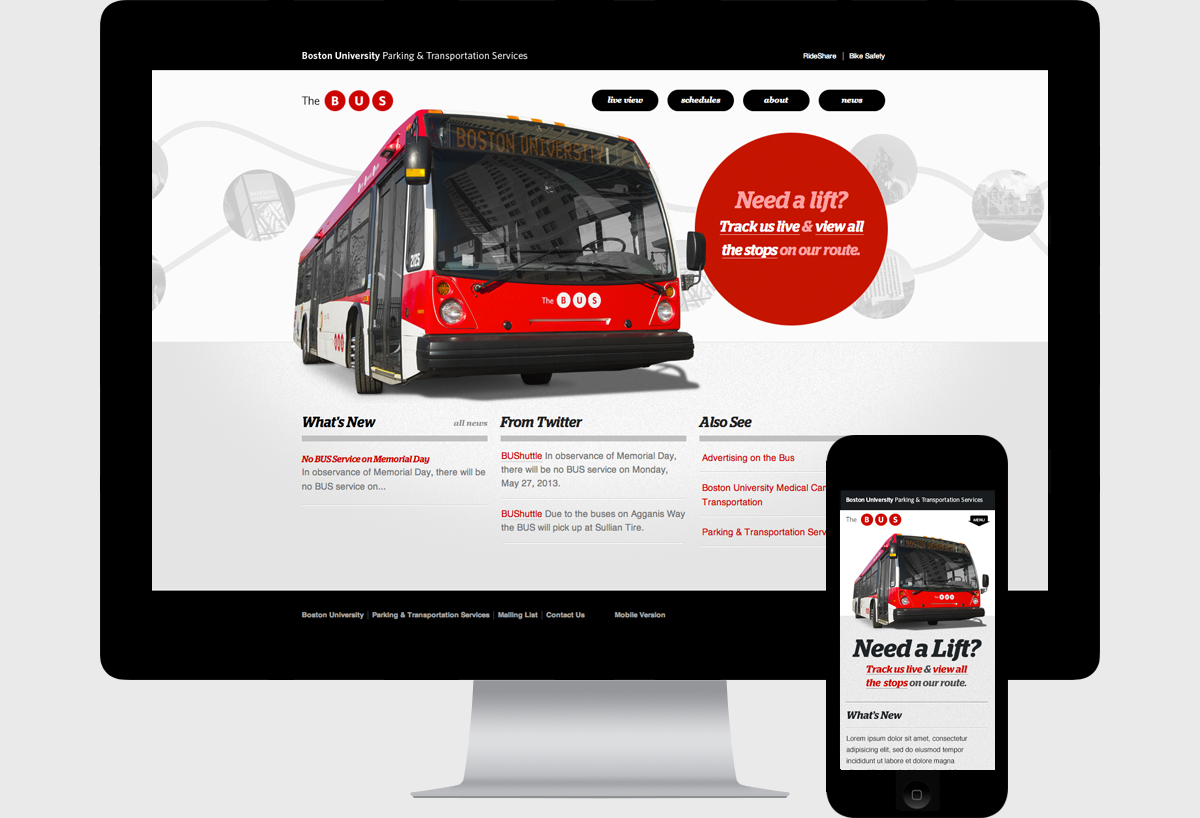 Boston University Parking & Transportation Services
RideShare | Bike Safety
The BUS
live view schedules about news
BOSTON UNIVERSITY
Need a lift?
Track us live & view all
the stops on our route.
The BUS
What's New
all news
No BUS Service on Memorial Day
In observance of Memorial Day, there will be
no BUS service on...
From Twitter
BUShuttle In observance of Memorial Day,
there will be no BUS service on Monday,
May 27, 2013.
BUShuttle Due to the buses on Agganis Way
the BUS will pick up at Sullian Tire.
Also See
Advertising on the Bus
Boston University Medical Cam
Transportation
Parking & Transportation Serv
Boston University | Parking & Transportation Services | Mailing List | Contact Us
Mobile Version
Boston University Parking & Transportation Services
The BUS
MENU
Need a Lift?
Track us live & view all
the stops on our route.
What's New
Lorem ipsum dolor sit amet, consectetur
adipisicing elit, sed do eiusmod tempor
incididunt ut labore et dolore magna